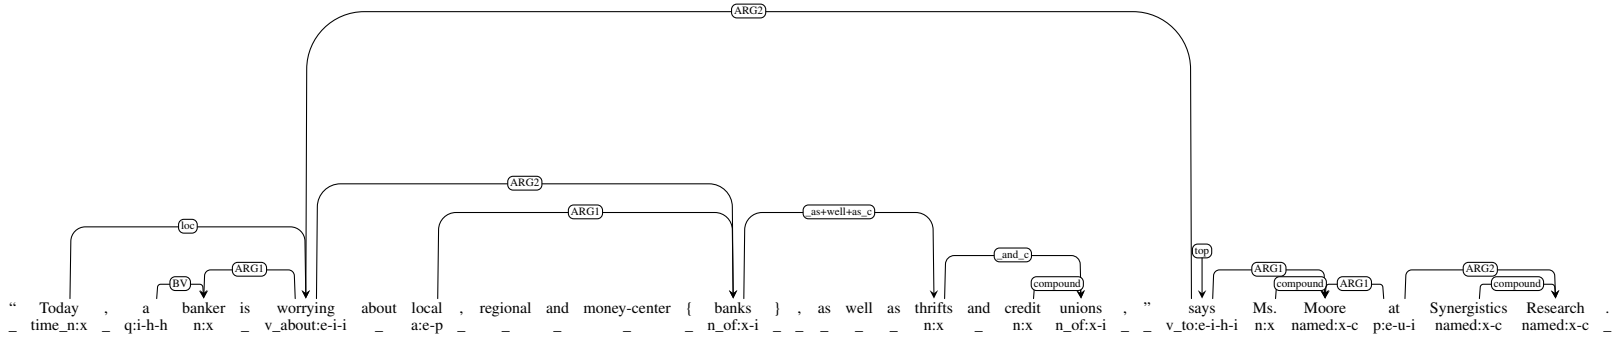 ARG2
ARG2
ARG1 _as+well+as_c
loc
_and_c top
BV ARG1 compound ARG1 compound ARG1 ARG2 compound
“ Today , a banker is worrying about local , regional and money-center { banks } , as well as thrifts and credit unions , ” says Ms. Moore at Synergistics Research .
_ time_n:x _ q:i-h-h n:x _ v_about:e-i-i _ a:e-p _ _ _ _ _ n_of:x-i _ _ _ _ _ n:x _ n:x n_of:x-i _ _ v_to:e-i-h-i n:x named:x-c p:e-u-i named:x-c named:x-c _